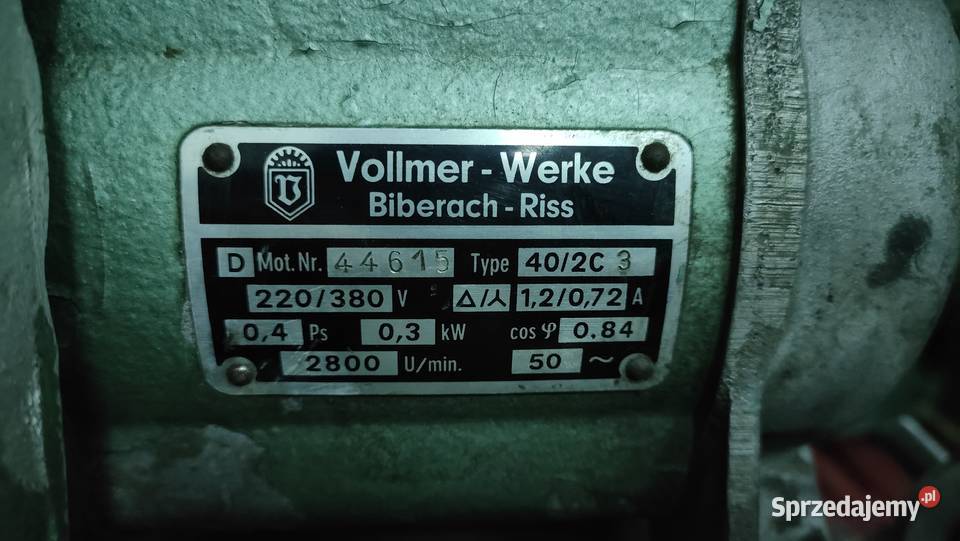 Vollmer - Werke
Biberach - Riss
D Mot. Nr. 44615 Type 40/2C 3
220/380 V △/⅄ 1,2/0,72 A
0,4 Ps 0,3 kW cos φ 0.84
2800 U/min. 50 ~
Sprzedajemy .pl